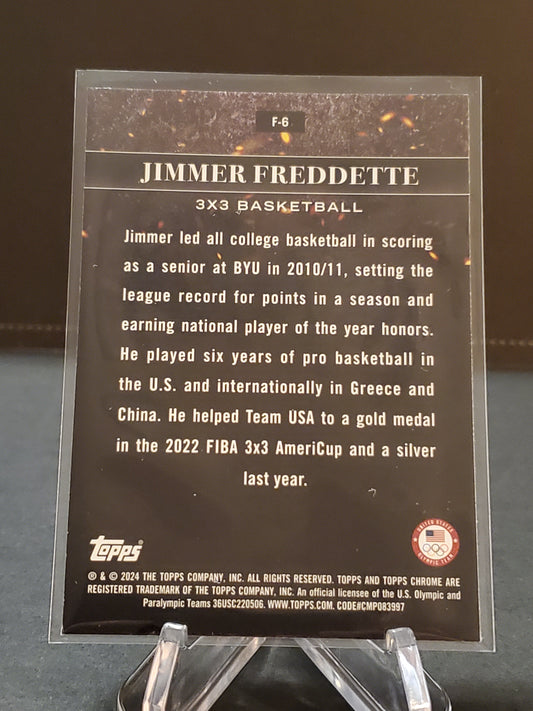 F-6
JIMMER FREDDETTE
3X3 BASKETBALL
Jimmer led all college basketball in scoring
as a senior at BYU in 2010/11, setting the
league record for points in a season and
earning national player of the year honors.
He played six years of pro basketball in
the U.S. and internationally in Greece and
China. He helped Team USA to a gold medal
in the 2022 FIBA 3x3 AmeriCup and a silver
last year.
topps
UNITED STATES
OLYMPIC TEAM
® & © 2024 THE TOPPS COMPANY, INC. ALL RIGHTS RESERVED. TOPPS AND TOPPS CHROME ARE
REGISTERED TRADEMARK OF THE TOPPS COMPANY, INC. An official licensee of the U.S. Olympic and
Paralympic Teams 36USC220506. WWW.TOPPS.COM. CODE#CMP083997